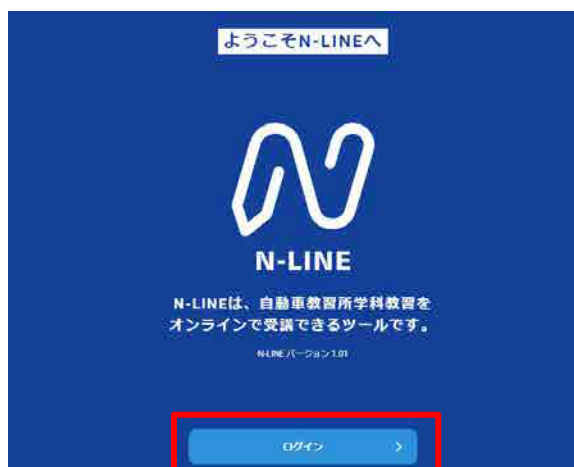 ようこそN-LINEへ
N-LINE
N-LINEは、自動車教習所学科教習を
オンラインで受講できるツールです。
N-LINE バージョン 1.01
ログイン